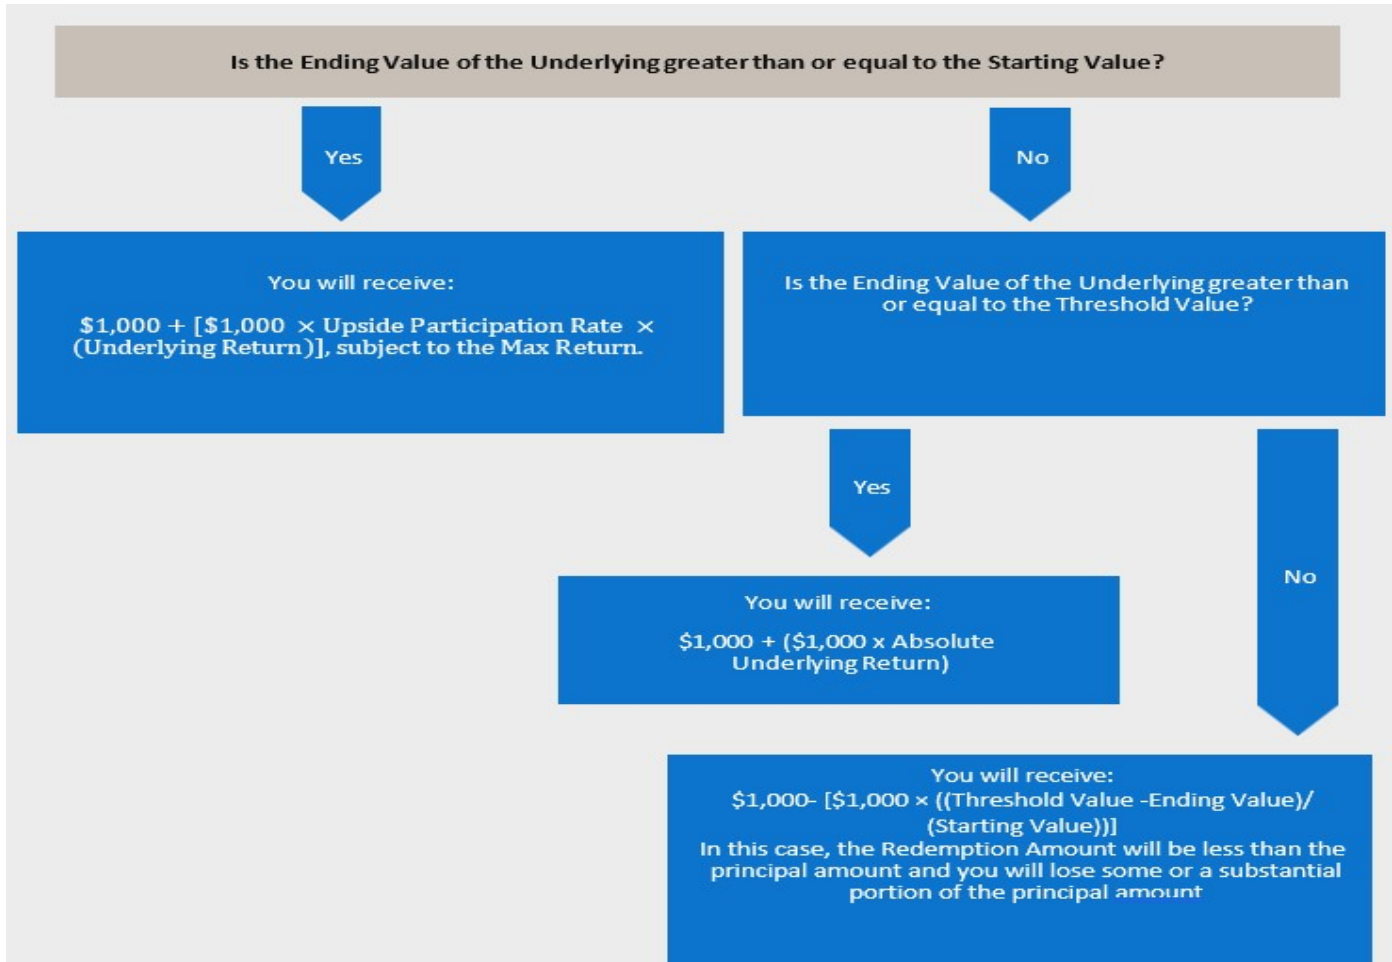 Is the Ending Value of the Underlying greater than or equal to the Starting Value?
Yes
No
You will receive:
$1,000 + [$1,000 × Upside Participation Rate ×
(Underlying Return)], subject to the Max Return.
Is the Ending Value of the Underlying greater than
or equal to the Threshold Value?
Yes
No
You will receive:
$1,000 + ($1,000 x Absolute
Underlying Return)
You will receive:
$1,000- [$1,000 × ((Threshold Value -Ending Value)/
(Starting Value))]
In this case, the Redemption Amount will be less than the
principal amount and you will lose some or a substantial
portion of the principal amount